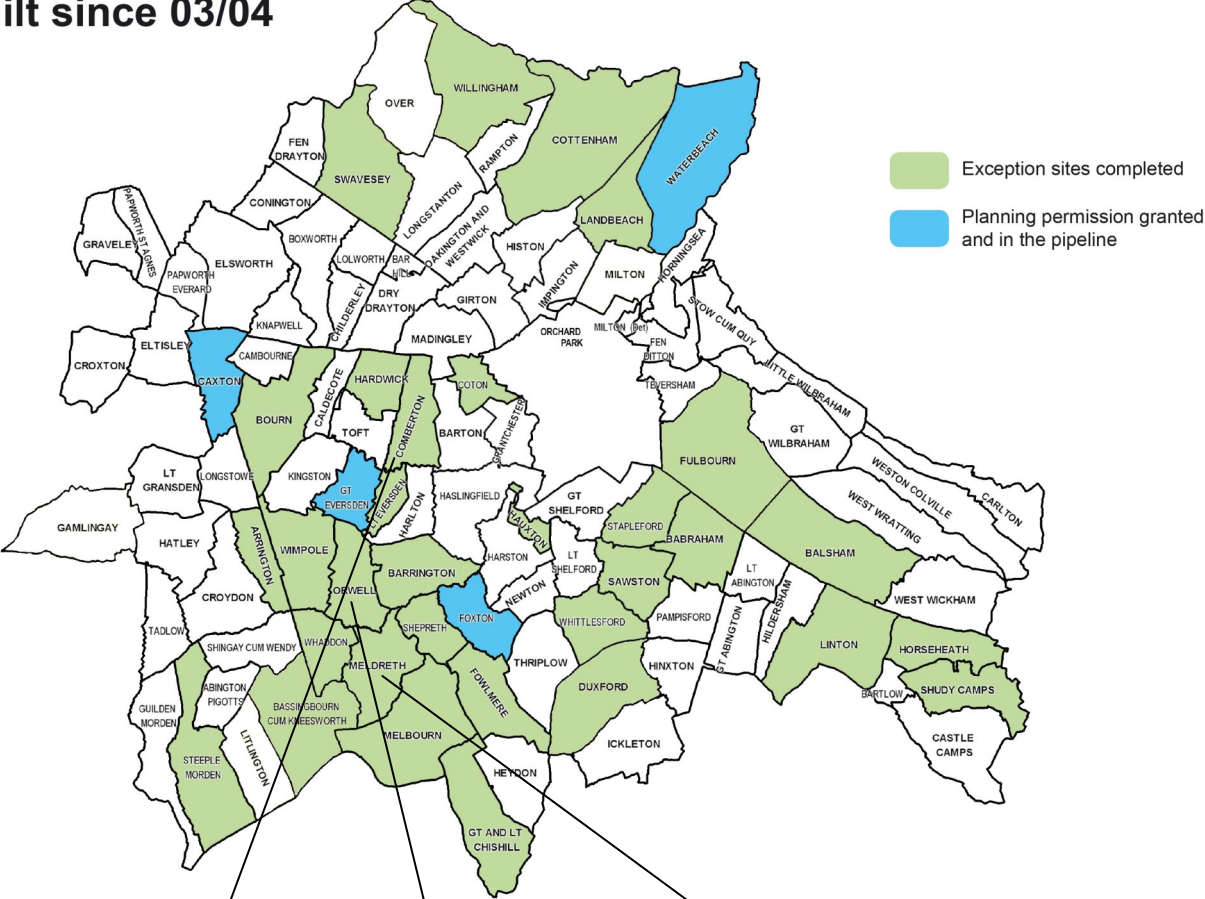 ilt since 03/04
WILLINGHAM
OVER
COTTENHAM
FEN
DRAYTON
RAMPTON
WATERBEACH
SWAVESEY
Exception sites completed
Planning permission granted
and in the pipeline
CONINGTON
LONGSTANTON
LANDBEACH
PAPWORTH ST AGNES
GRAVELEY
BOXWORTH
OAKINGTON AND
WESTWICK
HISTON
HORNINGSEA
ELSWORTH
LOLWORTH
BAR
HILL
IMPINGTON
MILTON
PAPWORTH
EVERARD
DRY
DRAYTON
GIRTON
CHILDERLEY
KNAPWELL
STOW CUM QUY
ORCHARD
PARK
MILTON (Det)
ELTISLEY
MADINGLEY
FEN
DITTON
CAMBOURNE
CROXTON
CAXTON
HARDWICK
COTON
TEVERSHAM
LITTLE WILBRAHAM
CALDECOTE
BOURN
COMBERTON
TOFT
BARTON
GRANTCHESTER
GT
WILBRAHAM
FULBOURN
LT
GRANSDEN
LONGSTOWE
KINGSTON
GT
EVERSDEN
LT EVERSDEN
HARLTON
HASLINGFIELD
GT
SHELFORD
WESTON COLVILLE
CARLTON
WEST WRATTING
GAMLINGAY
HAUXTON
STAPLEFORD
BABRAHAM
HATLEY
ARRINGTON
WIMPOLE
BALSHAM
HARSTON
LT
SHELFORD
BARRINGTON
LT
ABINGTON
SAWSTON
ORWELL
NEWTON
CROYDON
WEST WICKHAM
FOXTON
PAMPISFORD
HILDERSHAM
WHITTLESFORD
SHEPRETH
TADLOW
GT ABINGTON
SHINGAY CUM WENDY
WHADDON
LINTON
HORSEHEATH
THRIPLOW
HINXTON
MELDRETH
ABINGTON
PIGOTTS
FOWLMERE
DUXFORD
SHUDY CAMPS
BARTLOW
GUILDEN
MORDEN
BASSINGBOURN
CUM KNEESWORTH
MELBOURN
CASTLE
CAMPS
ICKLETON
LITLINGTON
STEEPLE
MORDEN
HEYDON
GT AND LT
CHISHILL